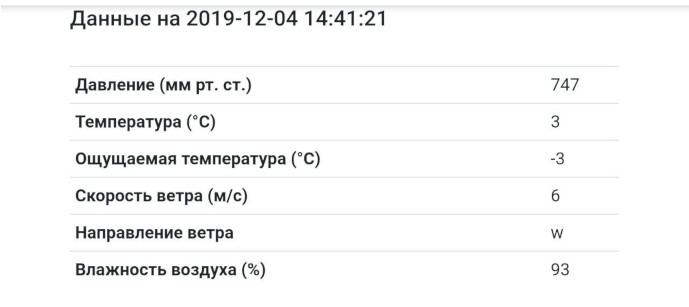 Данные на 2019-12-04 14:41:21
Давление (мм рт. ст.) 747
Температура (°C) 3
Ощущаемая температура (°C) -3
Скорость ветра (м/с) 6
Направление ветра w
Влажность воздуха (%) 93